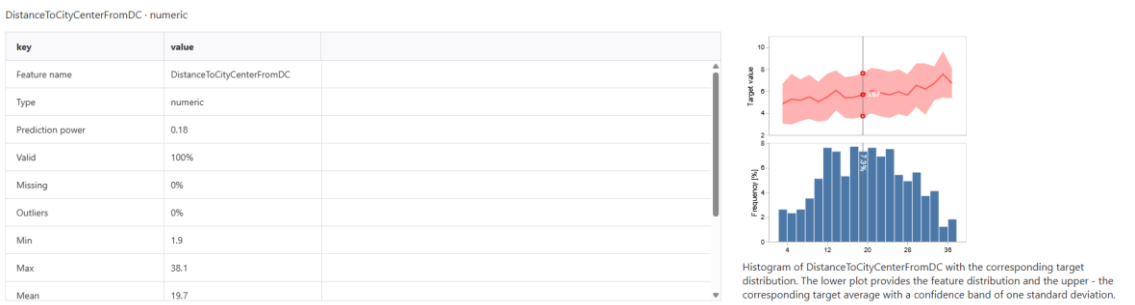 DistanceToCityCenterFromDC · numeric
key value
Feature name DistanceToCityCenterFromDC
Type numeric
Prediction power 0.18
Valid 100%
Missing 0%
Outliers 0%
Min 1.9
Max 38.1
Mean 19.7
Target value
10
8
6
4
2
Frequency [%]
8
6
4
2
0
7.3%
4 12 20 28 36
Histogram of DistanceToCityCenterFromDC with the corresponding target
distribution. The lower plot provides the feature distribution and the upper - the
corresponding target average with a confidence band of one standard deviation.